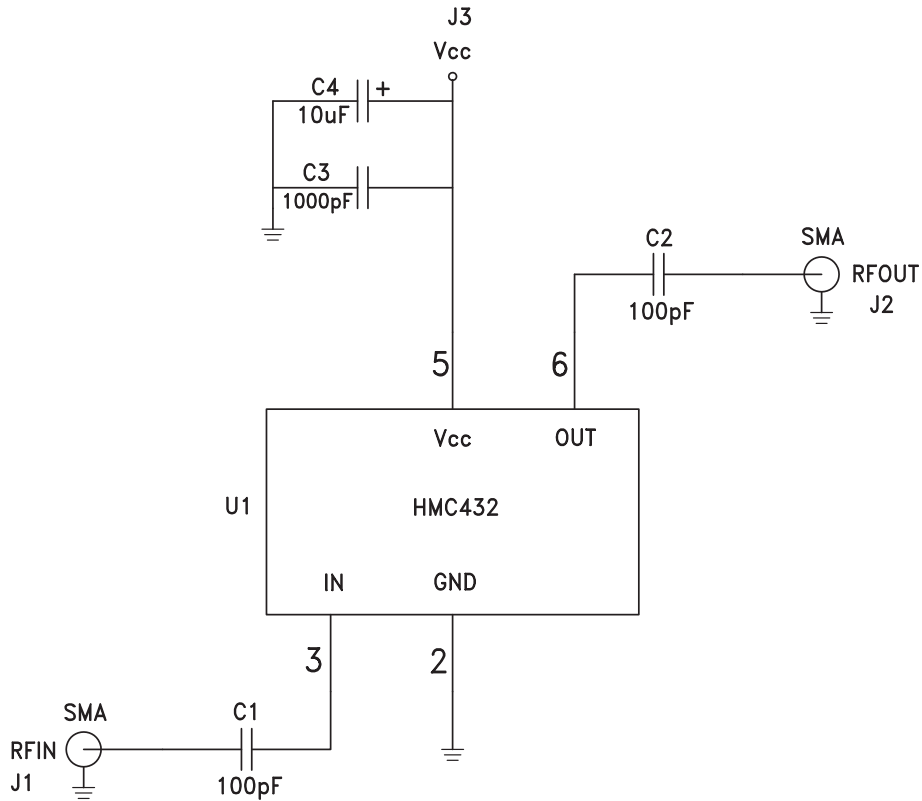 J3
Vcc
C4
+
10uF
C3
1000pF
C2
SMA
RFOUT
100pF
J2
5
6
Vcc
OUT
U1
HMC432
IN
GND
3
2
SMA
C1
RFIN
J1
100pF